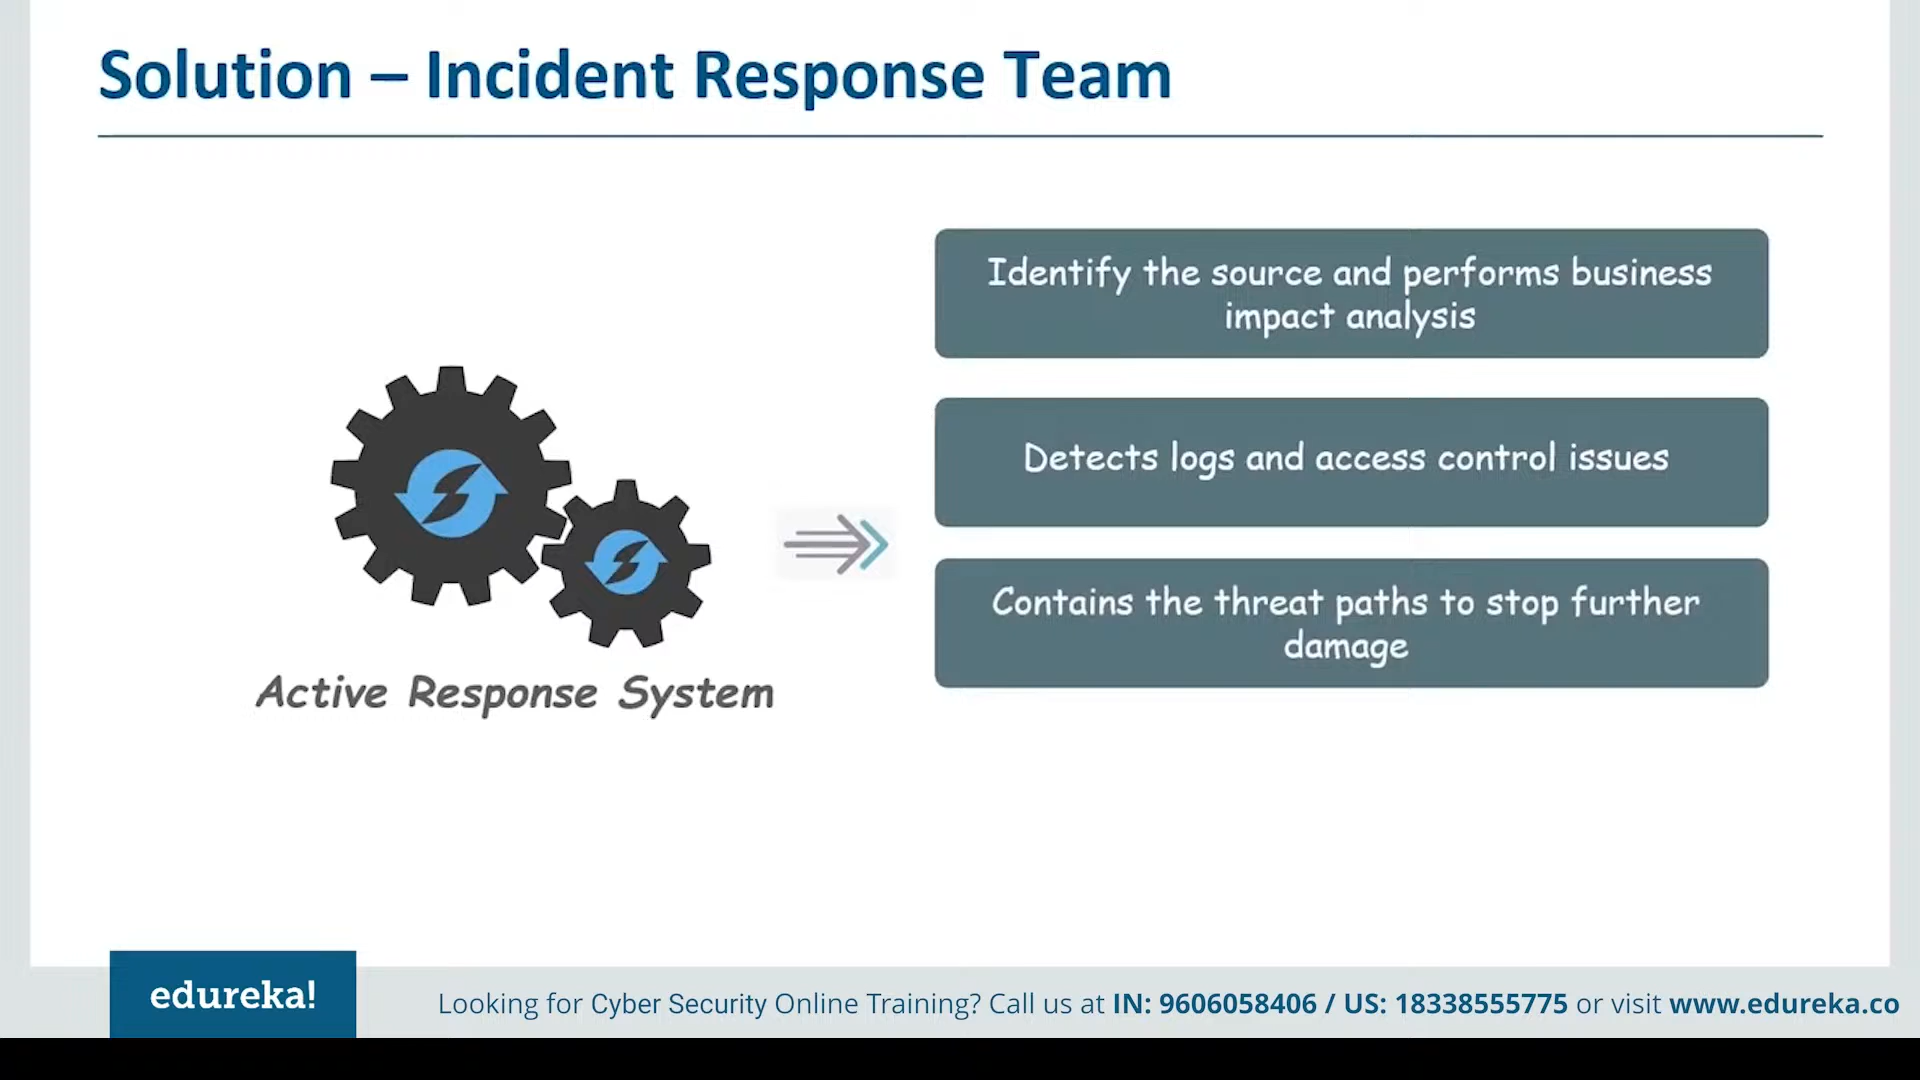 Solution – Incident Response Team
Identify the source and performs business
impact analysis
Detects logs and access control issues
Contains the threat paths to stop further
damage
Active Response System
edureka!
Looking for Cyber Security Online Training? Call us at IN: 9606058406 / US: 18338555775 or visit www.edureka.co